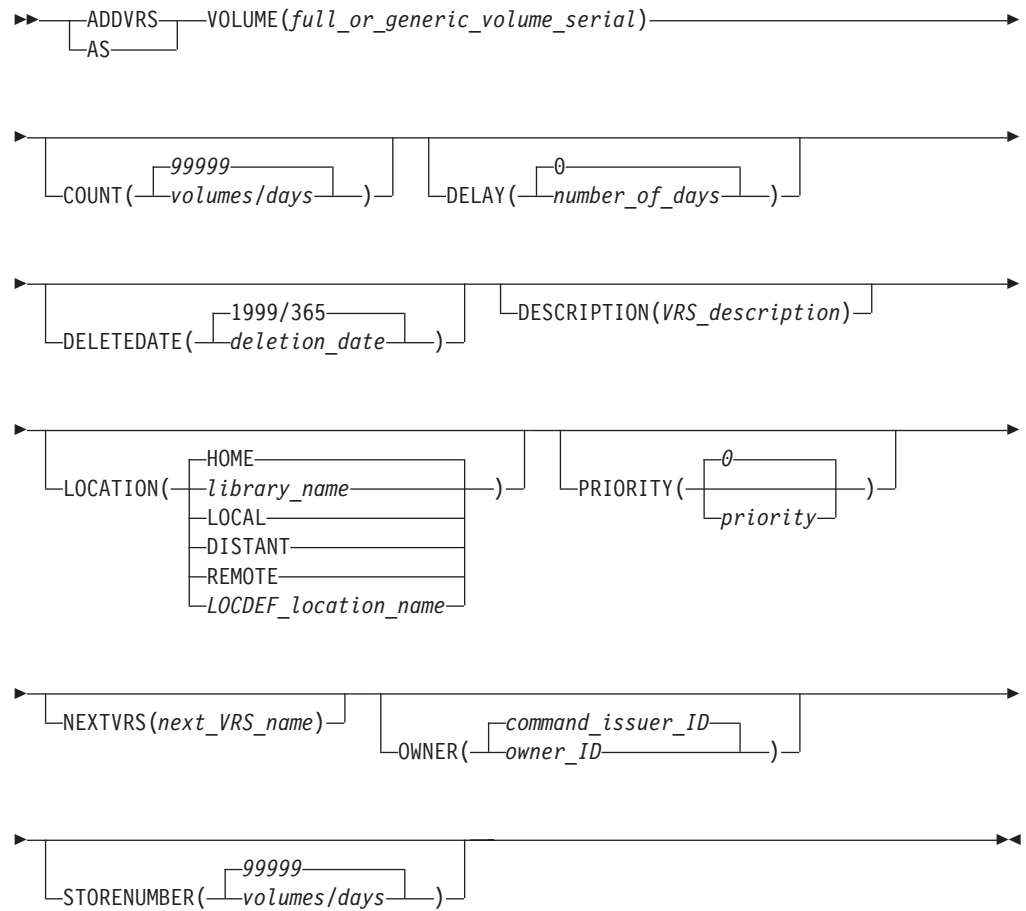 ADDVRS VOLUME(full_or_generic_volume_serial)
AS
99999 0
COUNT( volumes/days ) DELAY( number_of_days )
1999/365 DESCRIPTION(VRS_description)
DELETEDATE( deletion_date )
HOME 0
LOCATION( library_name ) PRIORITY( )
LOCAL priority
DISTANT
REMOTE
LOCDEF_location_name
NEXTVRS(next_VRS_name) command_issuer_ID
OWNER( owner_ID )
99999
STORENUMBER( volumes/days )